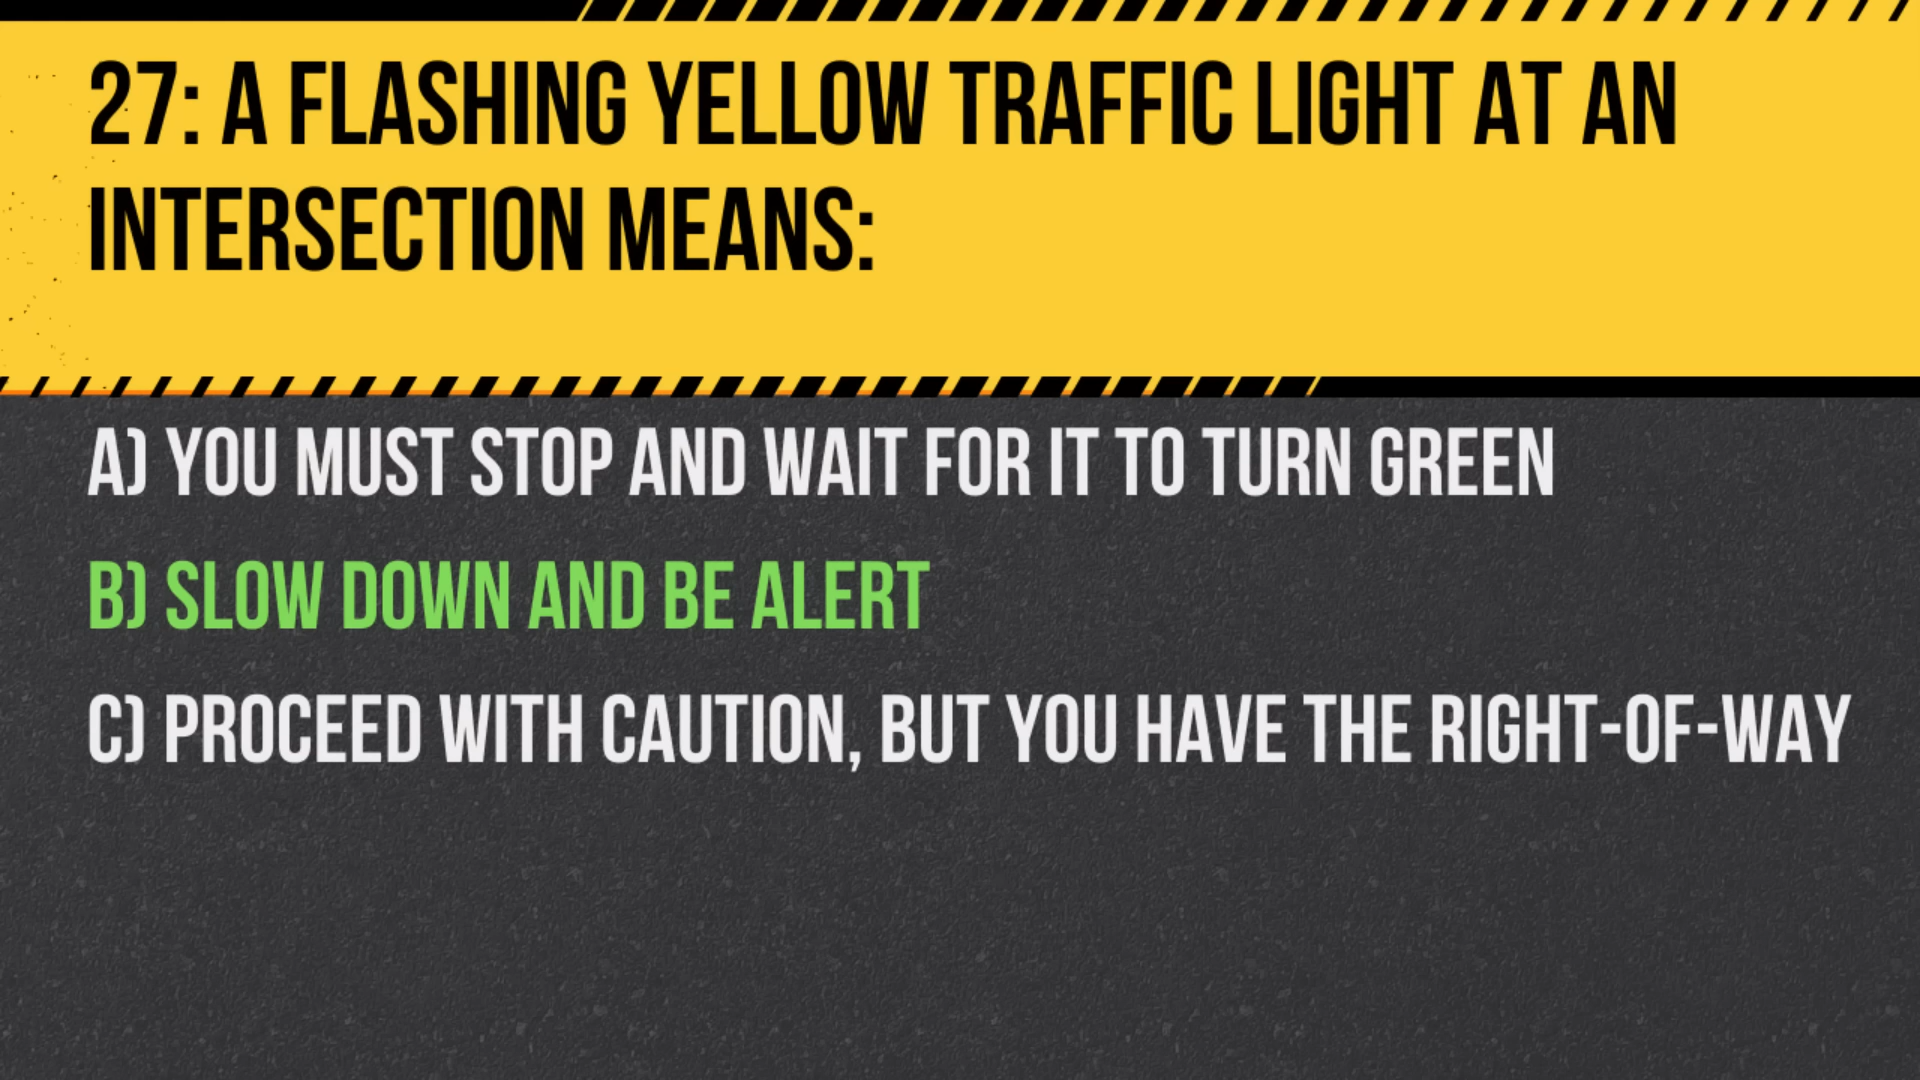 27: A FLASHING YELLOW TRAFFIC LIGHT AT AN
INTERSECTION MEANS:
A) YOU MUST STOP AND WAIT FOR IT TO TURN GREEN
B) SLOW DOWN AND BE ALERT
C) PROCEED WITH CAUTION, BUT YOU HAVE THE RIGHT-OF-WAY